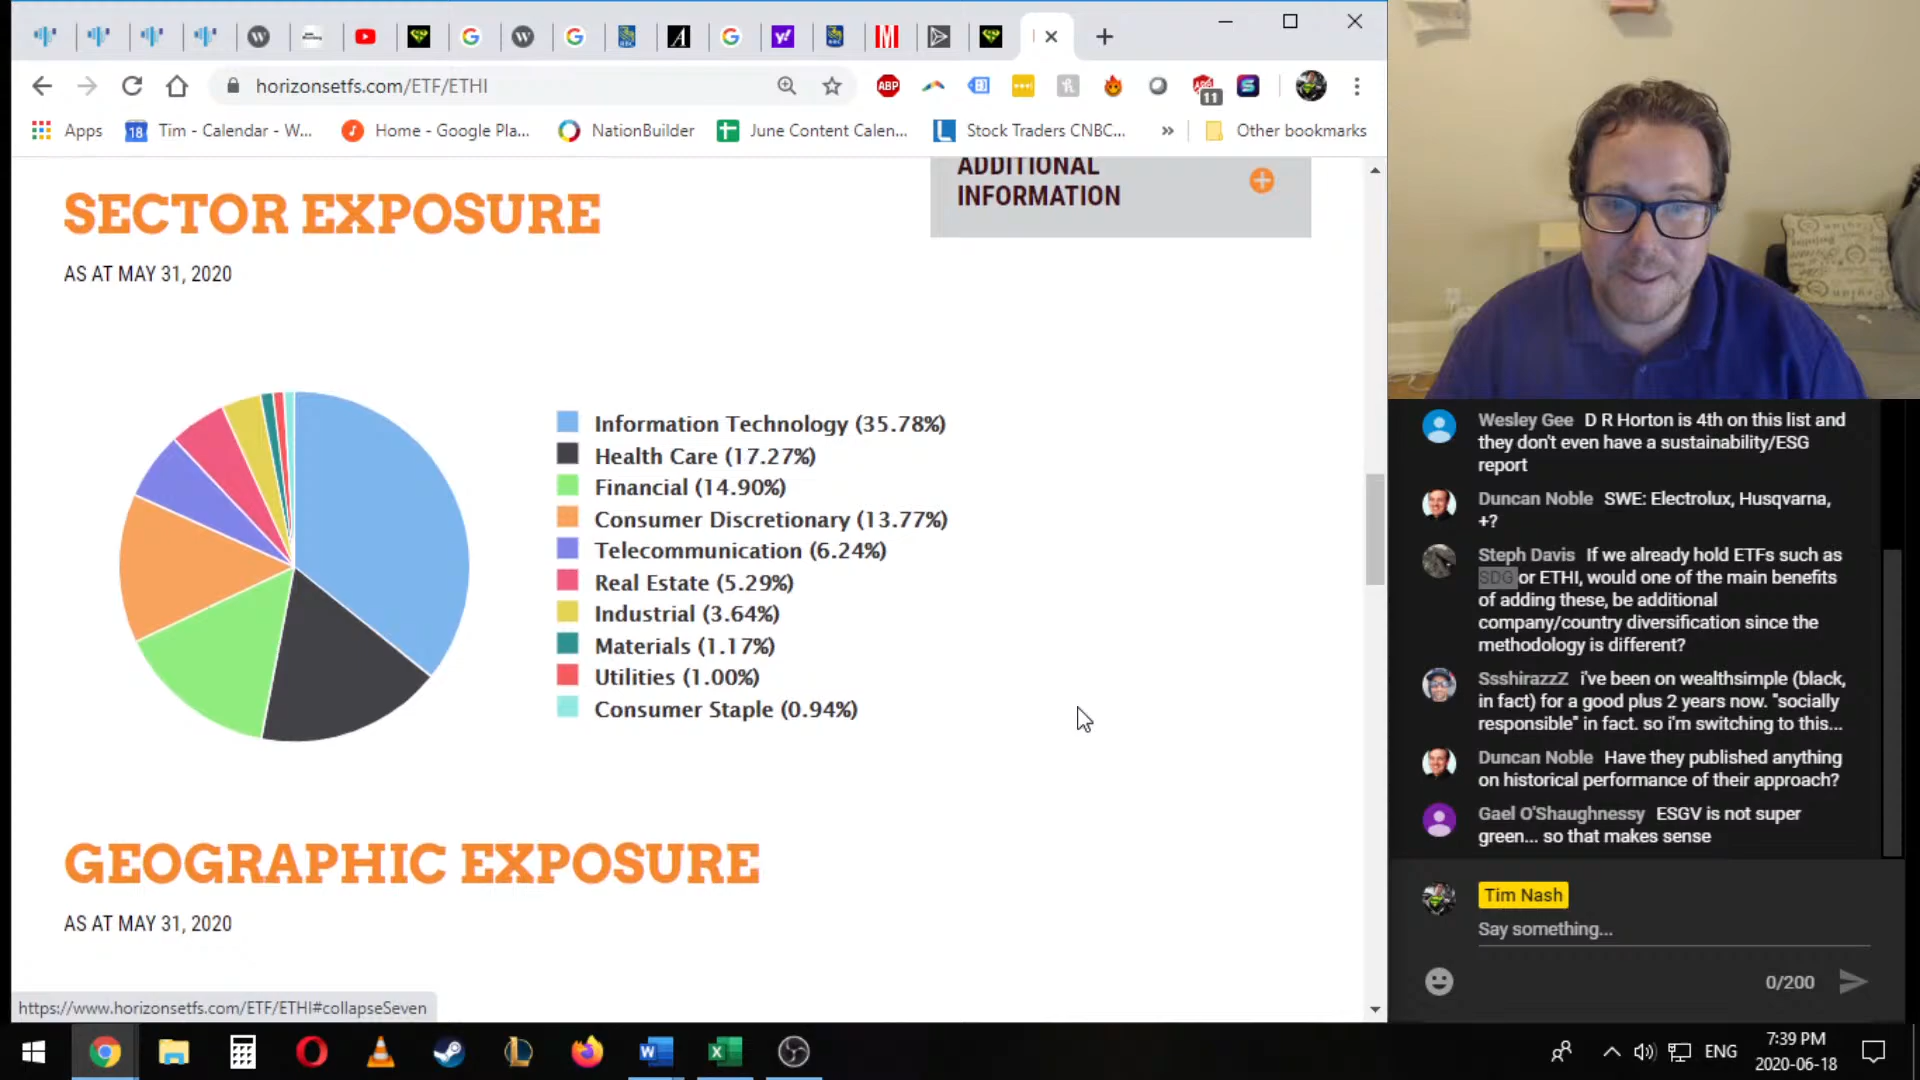 horizonsetfs.com/ETF/ETHI
ABP
11
Apps
18
Tim - Calendar - W...
Home - Google Pla...
NationBuilder
June Content Calen...
Stock Traders CNBC...
»
Other bookmarks
SECTOR EXPOSURE
AS AT MAY 31, 2020
ADDITIONAL
INFORMATION
Information Technology (35.78%)
Health Care (17.27%)
Financial (14.90%)
Consumer Discretionary (13.77%)
Telecommunication (6.24%)
Real Estate (5.29%)
Industrial (3.64%)
Materials (1.17%)
Utilities (1.00%)
Consumer Staple (0.94%)
GEOGRAPHIC EXPOSURE
AS AT MAY 31, 2020
https://www.horizonsetfs.com/ETF/ETHI#collapseSeven
Wesley Gee D R Horton is 4th on this list and
they don't even have a sustainability/ESG
report
Duncan Noble SWE: Electrolux, Husqvarna,
+?
Steph Davis If we already hold ETFs such as
SDG or ETHI, would one of the main benefits
of adding these, be additional
company/country diversification since the
methodology is different?
SsshirazzZ i've been on wealthsimple (black,
in fact) for a good plus 2 years now. "socially
responsible" in fact. so i'm switching to this...
Duncan Noble Have they published anything
on historical performance of their approach?
Gael O'Shaughnessy ESGV is not super
green... so that makes sense
Tim Nash
Say something...
0/200
ENG
7:39 PM
2020-06-18